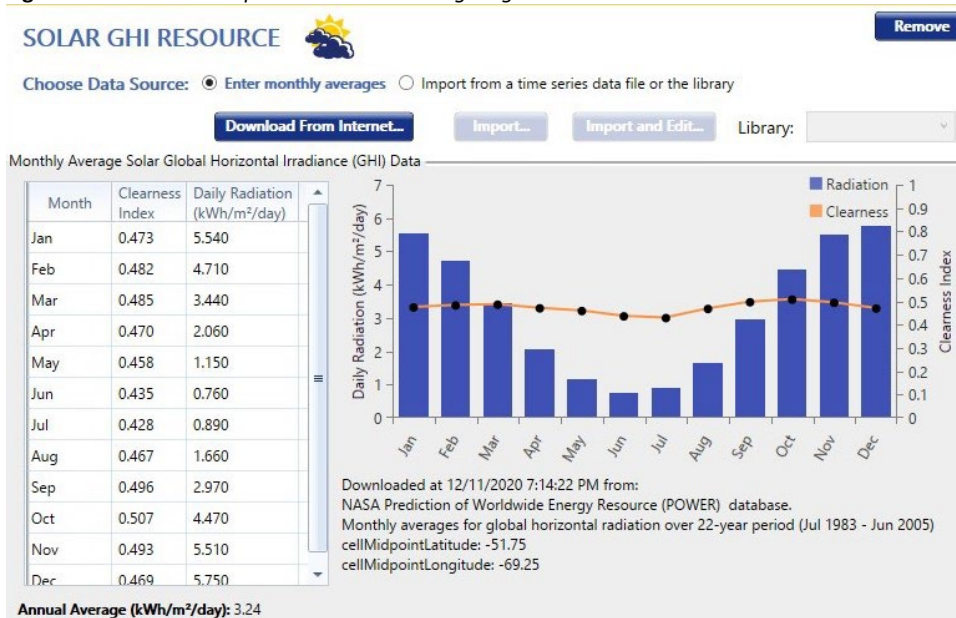 SOLAR GHI RESOURCE
Remove
Choose Data Source: Enter monthly averages Import from a time series data file or the library
Download From Internet... Import... Import and Edit... Library:
Monthly Average Solar Global Horizontal Irradiance (GHI) Data
Month Clearness Index Daily Radiation (kWh/m²/day)
Jan 0.473 5.540
Feb 0.482 4.710
Mar 0.485 3.440
Apr 0.470 2.060
May 0.458 1.150
Jun 0.435 0.760
Jul 0.428 0.890
Aug 0.467 1.660
Sep 0.496 2.970
Oct 0.507 4.470
Nov 0.493 5.510
Dec 0.469 5.750
Daily Radiation (kWh/m²/day)
7
6
5
4
3
2
1
0
Radiation
Clearness
1
0.9
0.8
0.6
0.5
0.4
0.3
0.2
0.1
0
Clearness Index
Jan Feb Mar Apr May Jun Jul Aug Sep Oct Nov Dec
Downloaded at 12/11/2020 7:14:22 PM from:
NASA Prediction of Worldwide Energy Resource (POWER) database.
Monthly averages for global horizontal radiation over 22-year period (Jul 1983 - Jun 2005)
cellMidpointLatitude: -51.75
cellMidpointLongitude: -69.25
Annual Average (kWh/m²/day): 3.24